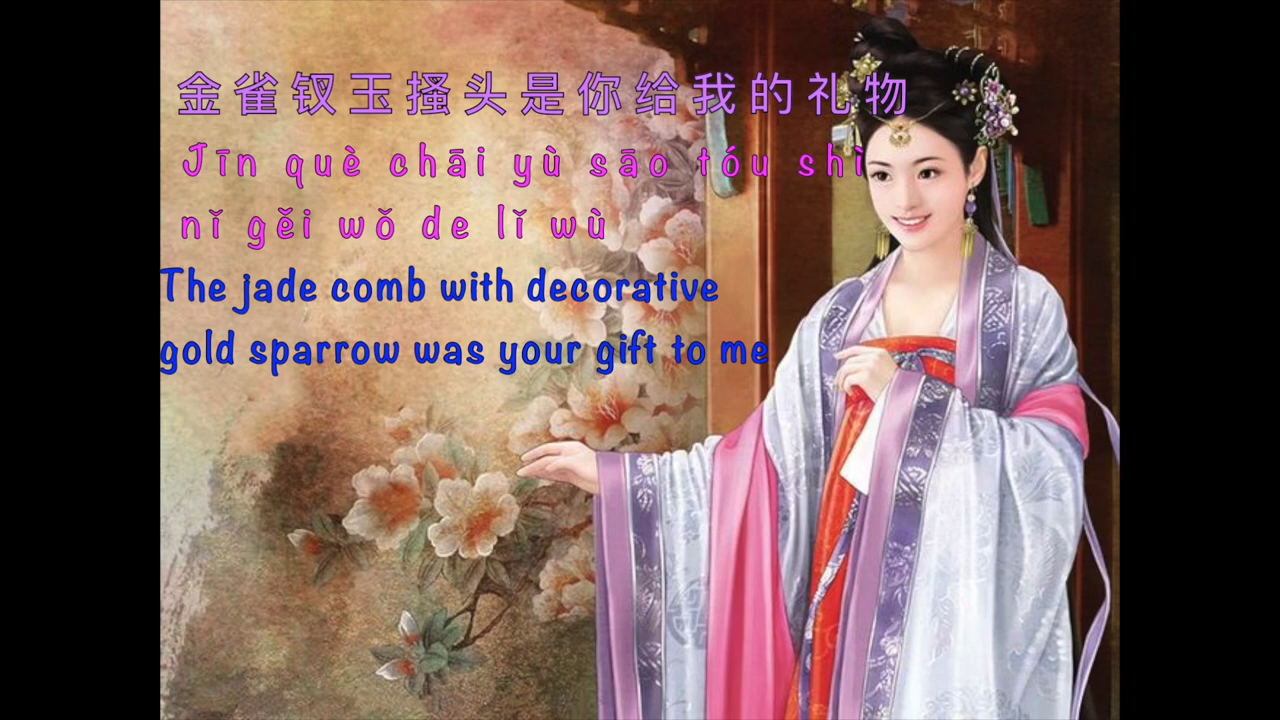 金雀钗玉搔头是你给我的礼物
Jīn què chāi yù sāo tóu shì
nǐ gěi wǒ de lǐ wù
The jade comb with decorative
gold sparrow was your gift to me